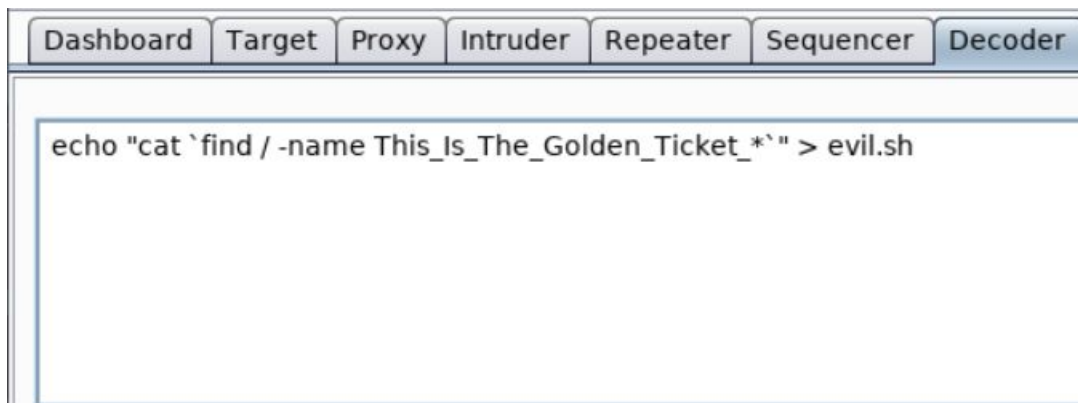 Dashboard Target Proxy Intruder Repeater Sequencer Decoder
echo "cat `find / -name This_Is_The_Golden_Ticket_*`" > evil.sh